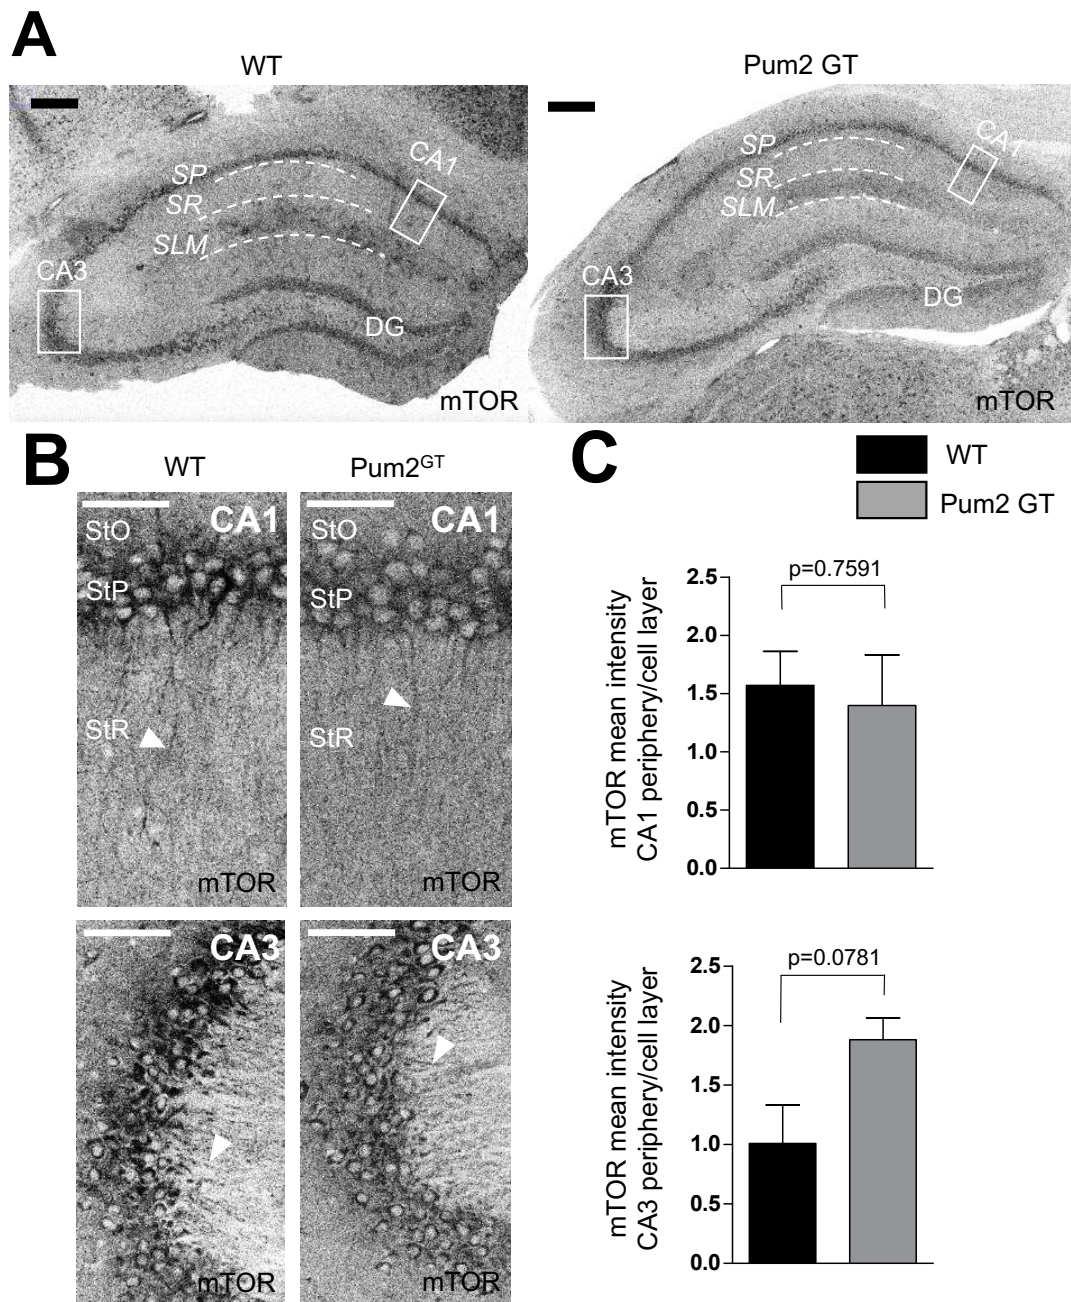 A
WT
Pum2 GT
SP
SR
SLM
CA1
CA3
DG
mTOR
SP
SR
SLM
CA1
CA3
DG
mTOR
B
WT
Pum2GT
CA1
StO
StP
StR
mTOR
CA1
StO
StP
StR
mTOR
CA3
mTOR
CA3
mTOR
C
WT
Pum2 GT
mTOR mean intensity
CA1 periphery/cell layer
p=0.7591
2.5
2.0
1.5
1.0
0.5
0.0
mTOR mean intensity
CA3 periphery/cell layer
p=0.0781
2.5
2.0
1.5
1.0
0.5
0.0